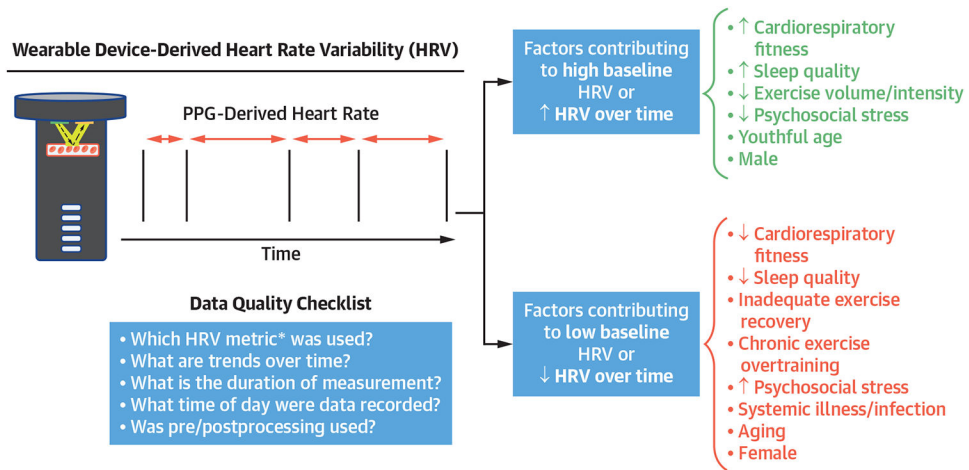 Wearable Device-Derived Heart Rate Variability (HRV)
PPG-Derived Heart Rate
Time
Data Quality Checklist
• Which HRV metric* was used?
• What are trends over time?
• What is the duration of measurement?
• What time of day were data recorded?
• Was pre/postprocessing used?
Factors contributing
to high baseline
HRV or
↑ HRV over time
• ↑ Cardiorespiratory
fitness
• ↑ Sleep quality
• ↓ Exercise volume/intensity
• ↓ Psychosocial stress
• Youthful age
• Male
Factors contributing
to low baseline
HRV or
↓ HRV over time
• ↓ Cardiorespiratory
fitness
• ↓ Sleep quality
• Inadequate exercise
recovery
• Chronic exercise
overtraining
• ↑ Psychosocial stress
• Systemic illness/infection
• Aging
• Female